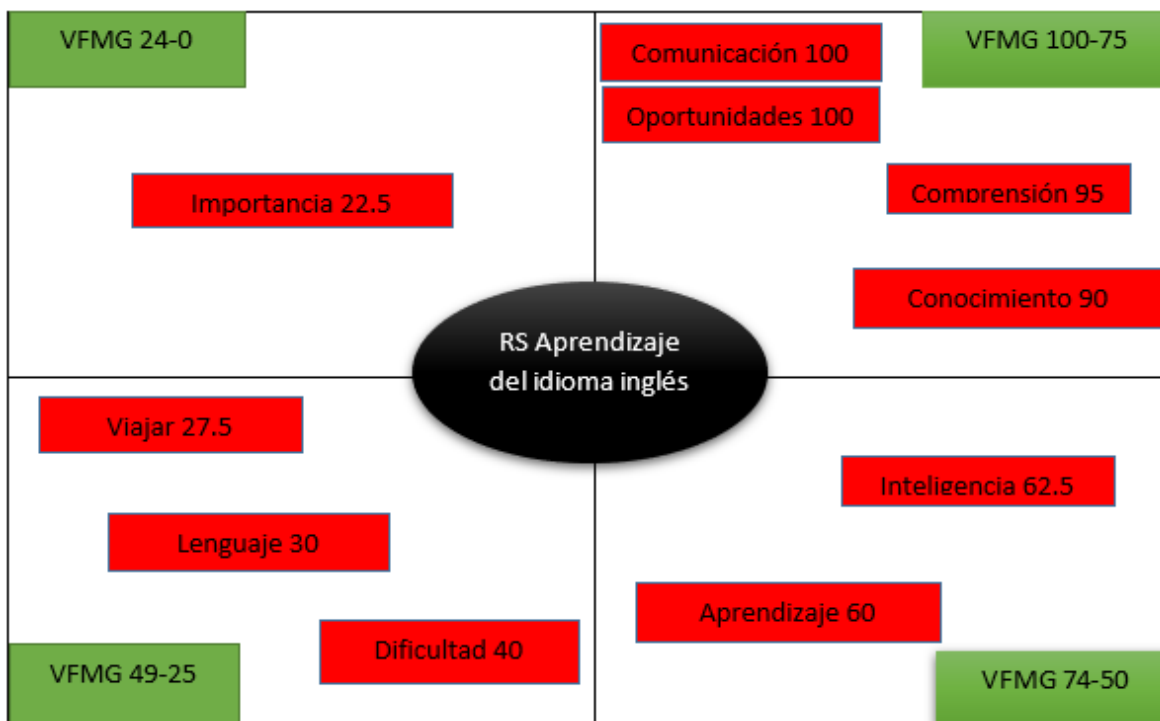 VFMG 24-0
Importancia 22.5
Comunicación 100
VFMG 100-75
Oportunidades 100
Comprensión 95
Conocimiento 90
RS Aprendizaje
del idioma inglés
Viajar 27.5
Lenguaje 30
Dificultad 40
VFMG 49-25
Inteligencia 62.5
Aprendizaje 60
VFMG 74-50